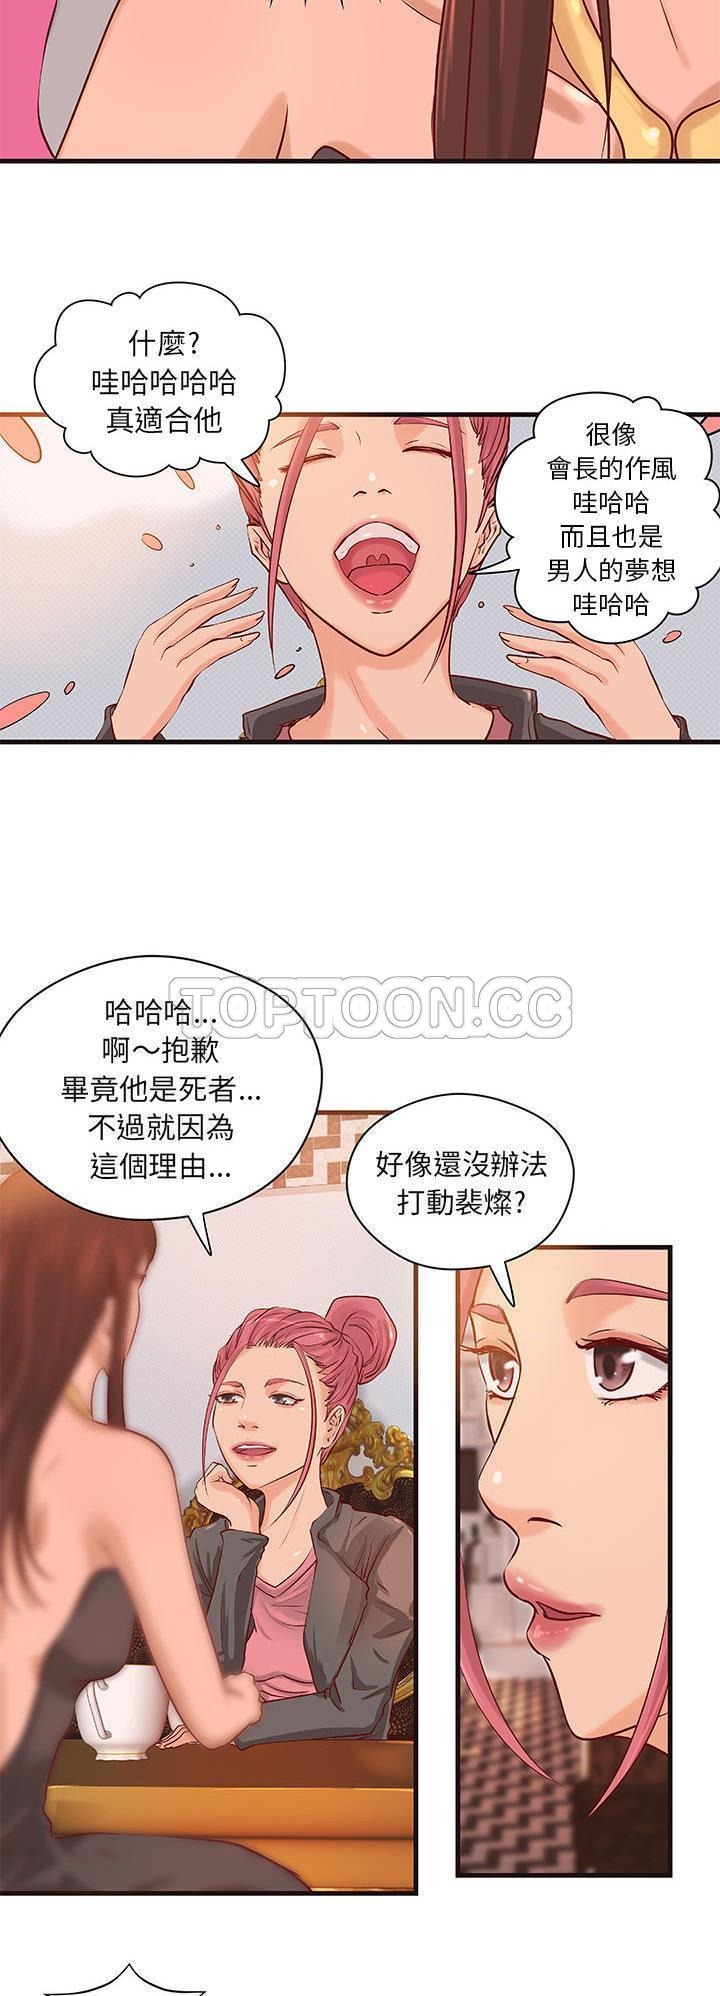 什麼?
哇哈哈哈哈
真適合他
很像
會長的作風
哇哈哈
而且也是
男人的夢想
哇哈哈
TOPTOON.CC
哈哈哈...
啊～抱歉
畢竟他是死者...
不過就因為
這個理由...
好像還沒辦法
打動裴燦?